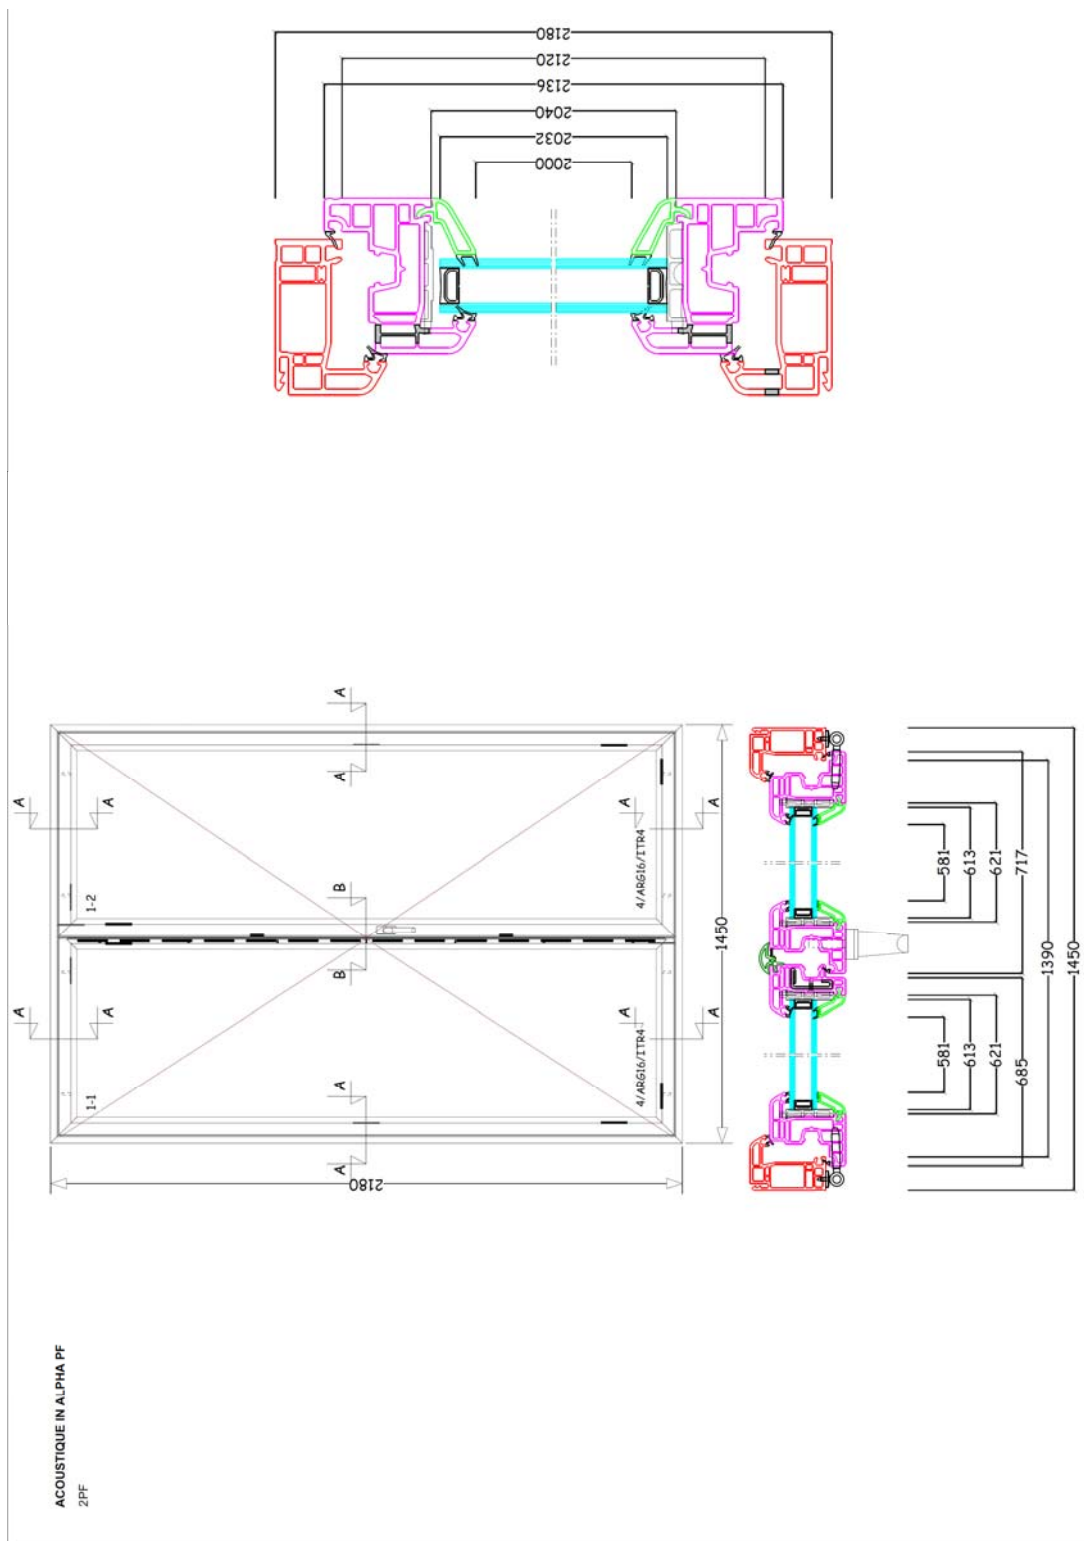 ACOUSTIQUE IN ALPHA PF
2PF
2180
2120
2136
2040
2032
2000
A
A
A
A
A
A
A
A
A
A
A
A
B
B
1-1
1-2
4/ARG16/ITR4
4/ARG16/ITR4
2180
1450
581
613
621
685
581
613
621
717
1390
1450